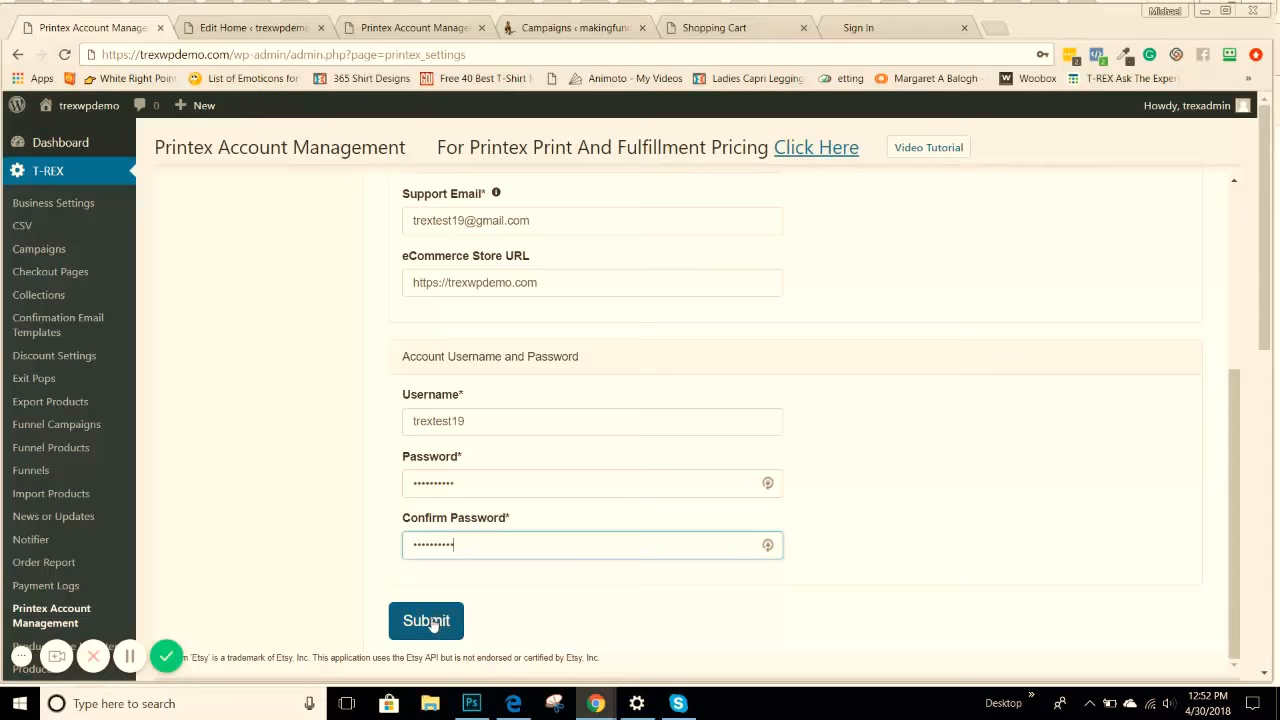 Michael
Printex Account Manage
Edit Home ‹ trexwpdemo
Printex Account Manage
Campaigns ‹ makingfunc
Shopping Cart
Sign In
https://trexwpdemo.com/wp-admin/admin.php?page=printex_settings
Apps
White Right Poin
List of Emoticons for
365 Shirt Designs
Free 40 Best T-Shirt M
Animoto - My Videos
Ladies Capri Legging
etting
Margaret A Balogh
Woobox
T-REX Ask The Exper
»
trexwpdemo
0
New
Howdy, trexadmin
Dashboard
T-REX
Business Settings
CSV
Campaigns
Checkout Pages
Collections
Confirmation Email
Templates
Discount Settings
Exit Pops
Export Products
Funnel Campaigns
Funnel Products
Funnels
Import Products
News or Updates
Notifier
Order Report
Payment Logs
Printex Account
Management
Printex Account Management
For Printex Print And Fulfillment Pricing Click Here
Video Tutorial
Support Email*
trextest19@gmail.com
eCommerce Store URL
https://trexwpdemo.com
Account Username and Password
Username*
trextest19
Password*
••••••••••
Confirm Password*
••••••••••
Submit
'Etsy' is a trademark of Etsy, Inc. This application uses the Etsy API but is not endorsed or certified by Etsy, Inc.
Type here to search
Desktop
»
12:52 PM
4/30/2018